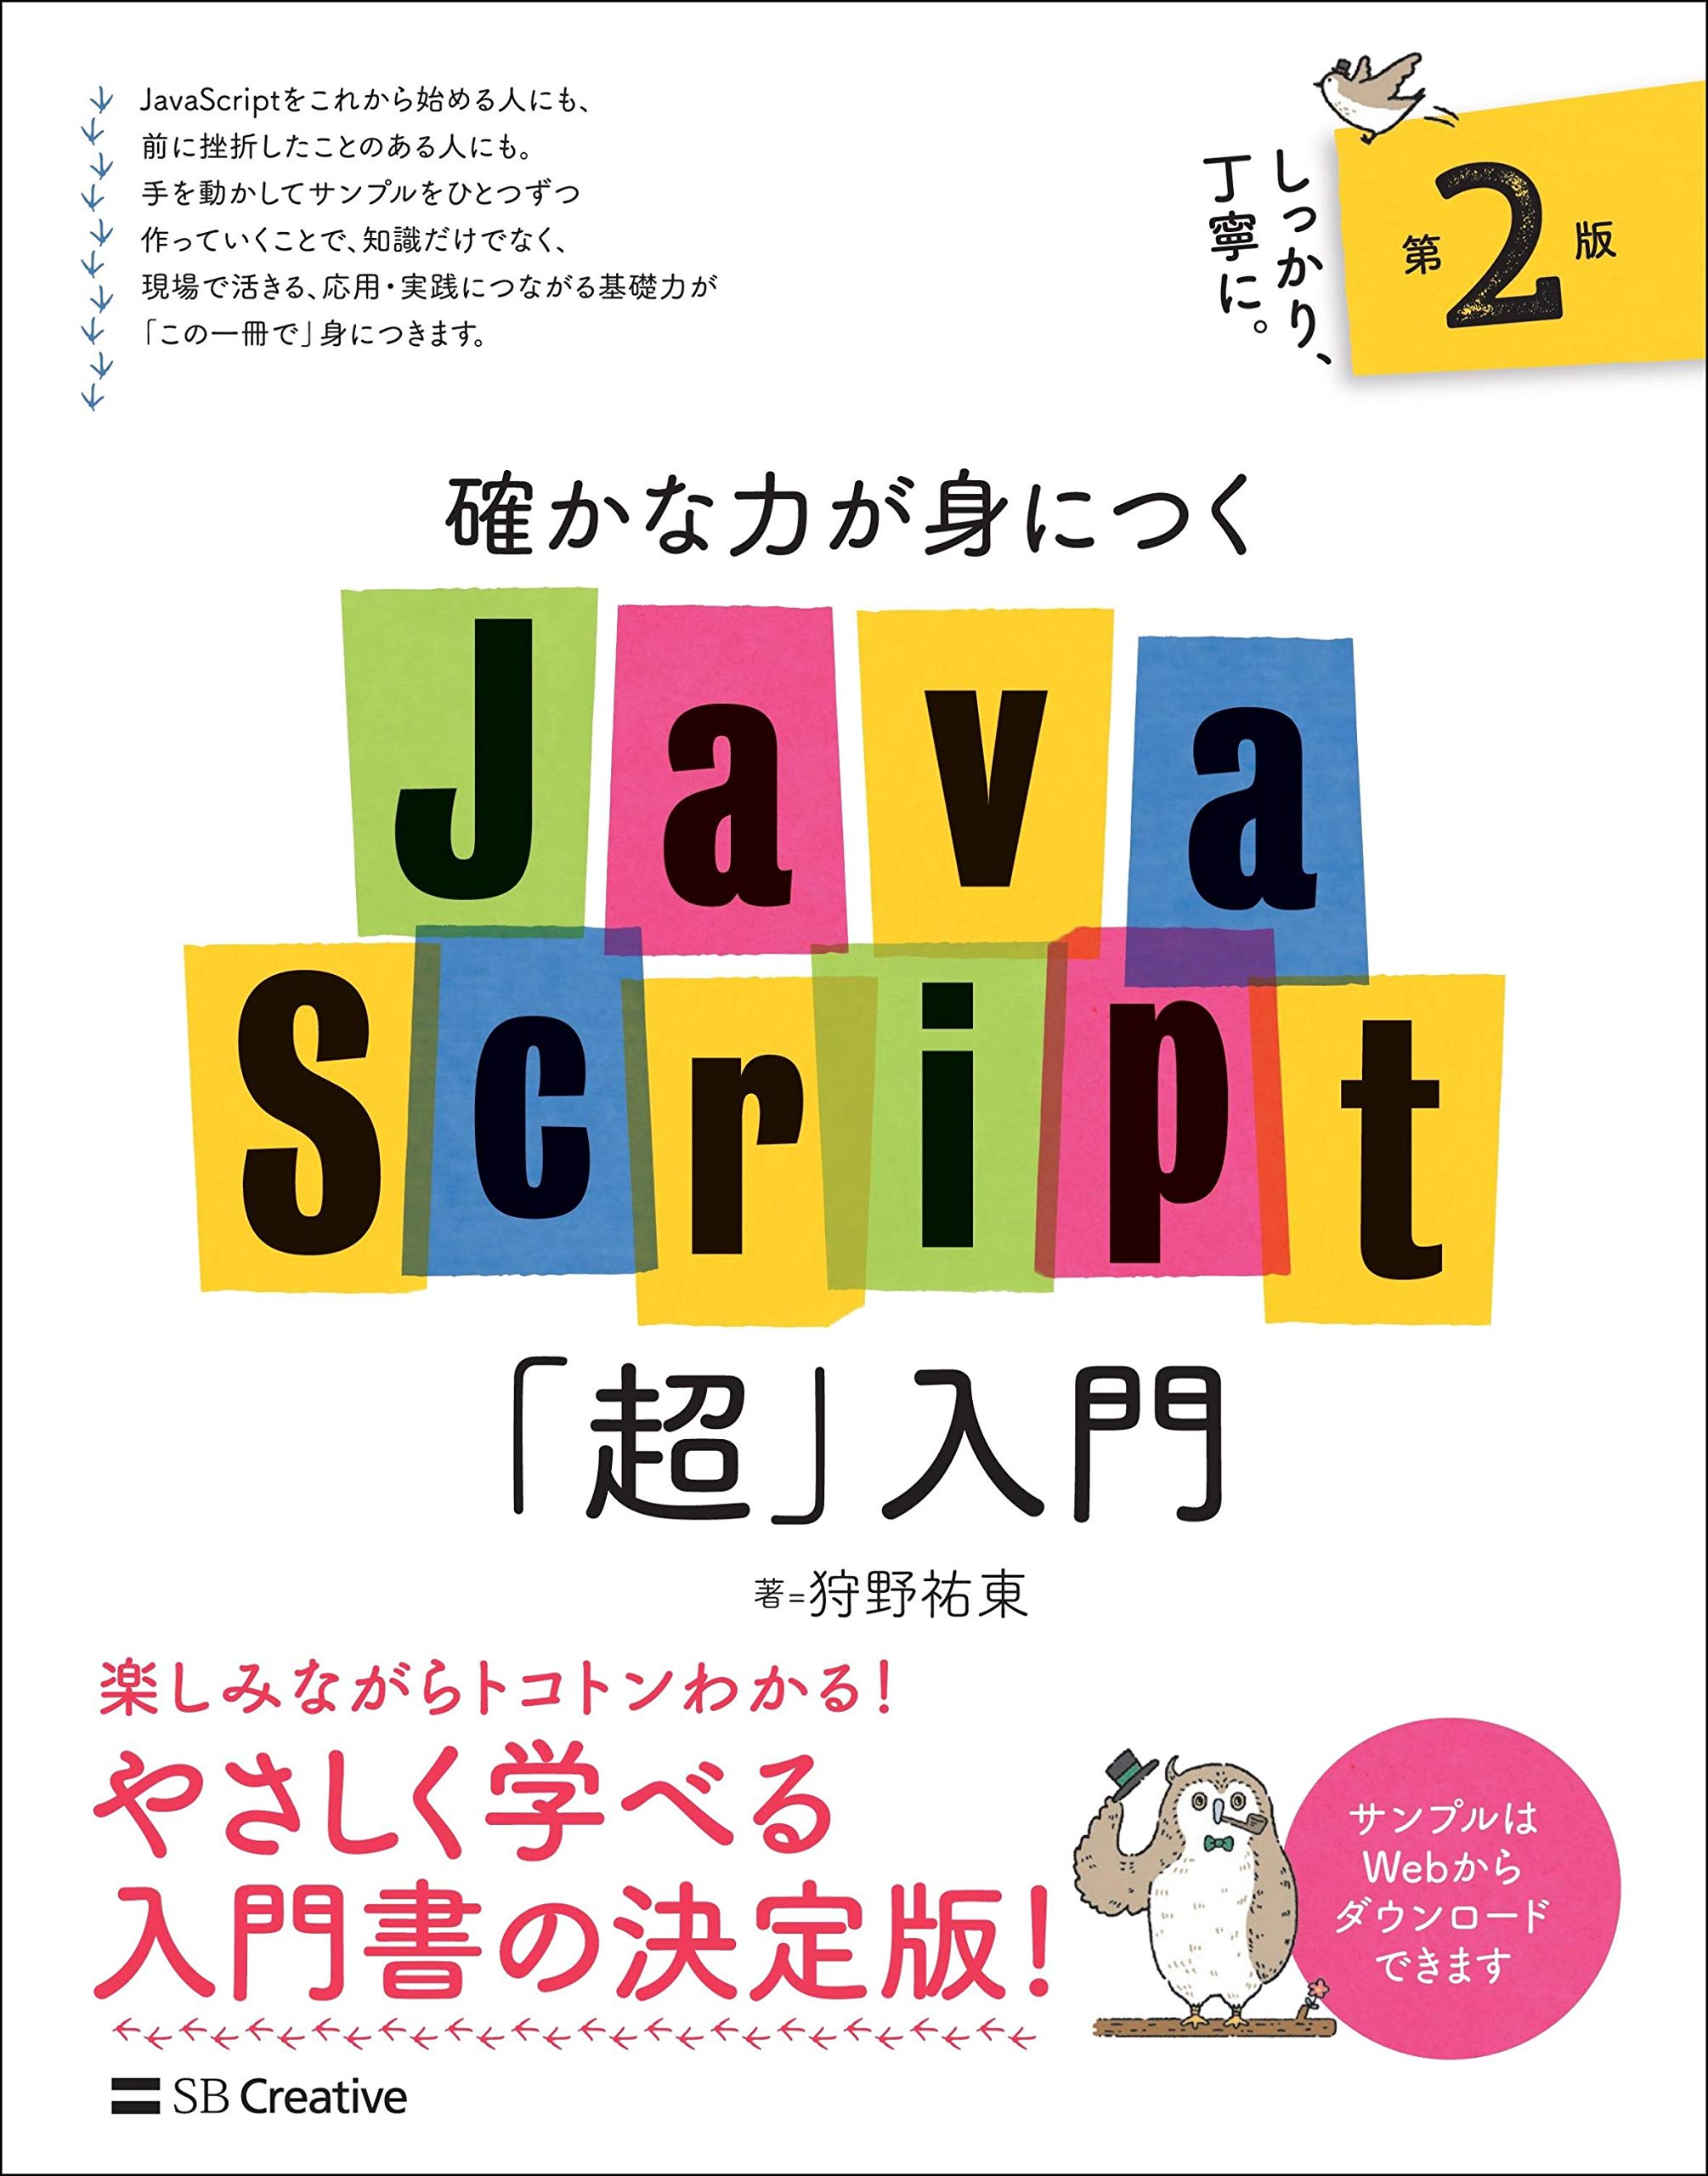 JavaScriptをこれから始める人にも、
前に挫折したことのある人にも。
手を動かしてサンプルをひとつずつ
作っていくことで、知識だけでなく、
現場で活きる、応用・実践につながる基礎力が
「この一冊で」身につきます。
しっかり、
丁寧に。
第2版
確かな力が身につく
Java
Script
「超」入門
著=狩野祐東
楽しみながらトコトンわかる!
やさしく学べる
入門書の決定版!
サンプルは
Webから
ダウンロード
できます
SB Creative